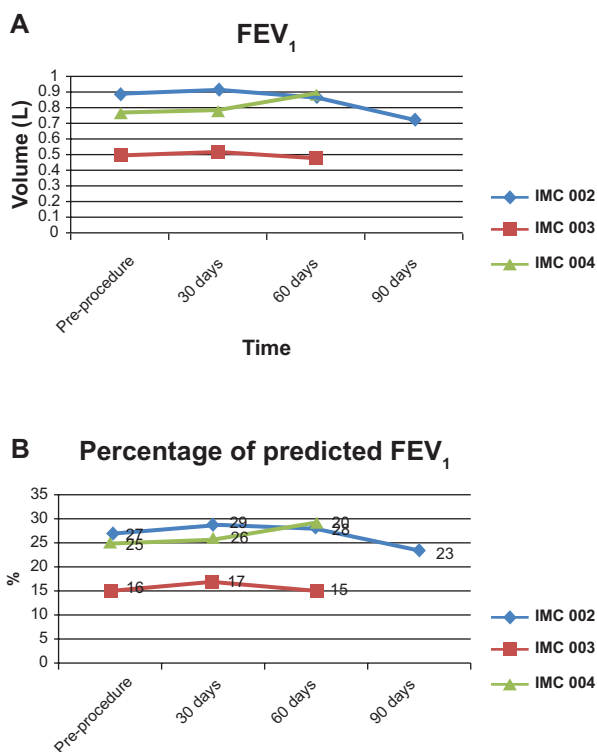 A
FEV₁
Volume (L)
1
0.9
0.8
0.7
0.6
0.5
0.4
0.3
0.2
0.1
0
Pre-procedure
30 days
60 days
90 days
Time
IMC 002
IMC 003
IMC 004
B
Percentage of predicted FEV₁
%
35
30
25
20
15
10
5
0
27
29
28
23
25
26
20
16
17
15
Pre-procedure
30 days
60 days
90 days
IMC 002
IMC 003
IMC 004